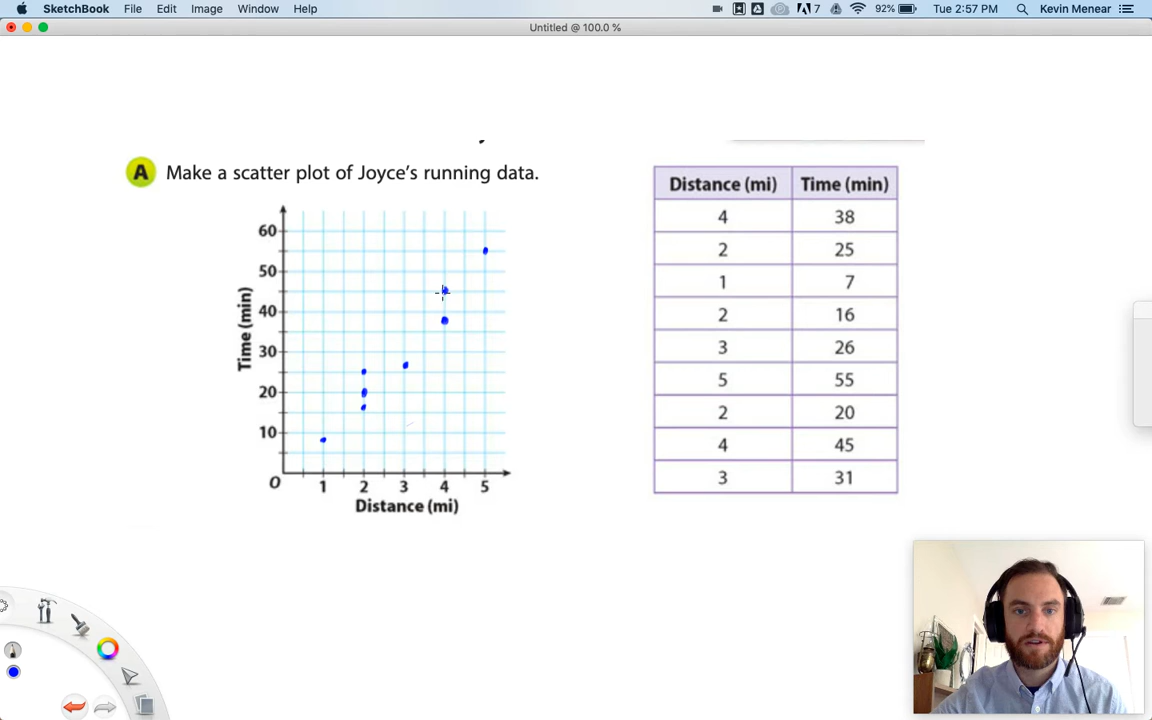 SketchBook File Edit Image Window Help 7 92% Tue 2:57 PM Kevin Menear
Untitled @ 100.0 %
A Make a scatter plot of Joyce's running data.
60
50
40
30
20
10
O 1 2 3 4 5
Time (min)
Distance (mi)
Distance (mi) Time (min)
4 38
2 25
1 7
2 16
3 26
5 55
2 20
4 45
3 31